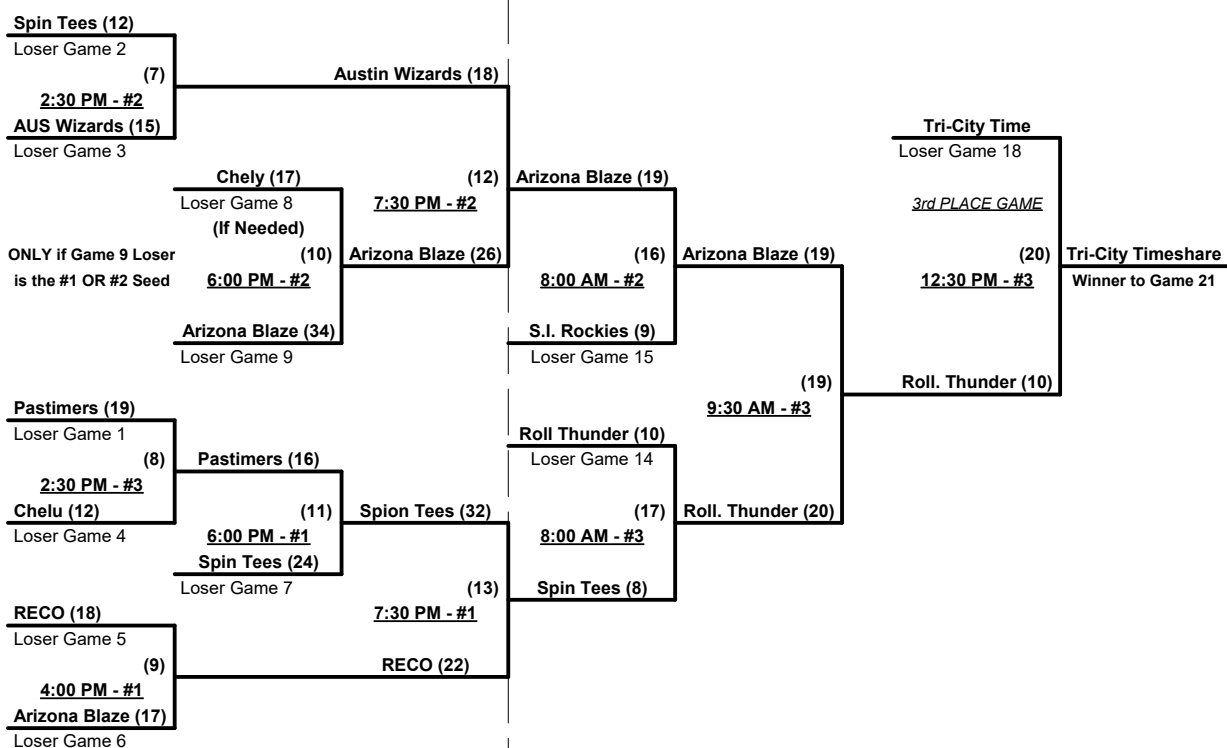 Spin Tees (12)
Loser Game 2
(7)
2:30 PM - #2
AUS Wizards (15)
Loser Game 3
Austin Wizards (18)
Chely (17)
Loser Game 8
(If Needed)
ONLY if Game 9 Loser
is the #1 OR #2 Seed
(10)
6:00 PM - #2
Arizona Blaze (34)
Loser Game 9
Arizona Blaze (26)
(12)
7:30 PM - #2
Arizona Blaze (19)
(16)
8:00 AM - #2
S.I. Rockies (9)
Loser Game 15
Arizona Blaze (19)
Pastimers (19)
Loser Game 1
(8)
2:30 PM - #3
Chelu (12)
Loser Game 4
Pastimers (16)
(11)
6:00 PM - #1
Spin Tees (24)
Loser Game 7
Spion Tees (32)
(13)
7:30 PM - #1
RECO (18)
Loser Game 5
(9)
4:00 PM - #1
Arizona Blaze (17)
Loser Game 6
RECO (22)
Roll Thunder (10)
Loser Game 14
(17)
8:00 AM - #3
Spin Tees (8)
Roll. Thunder (20)
(19)
9:30 AM - #3
Tri-City Time
Loser Game 18
3rd PLACE GAME
(20)
12:30 PM - #3
Roll. Thunder (10)
Tri-City Timeshare
Winner to Game 21